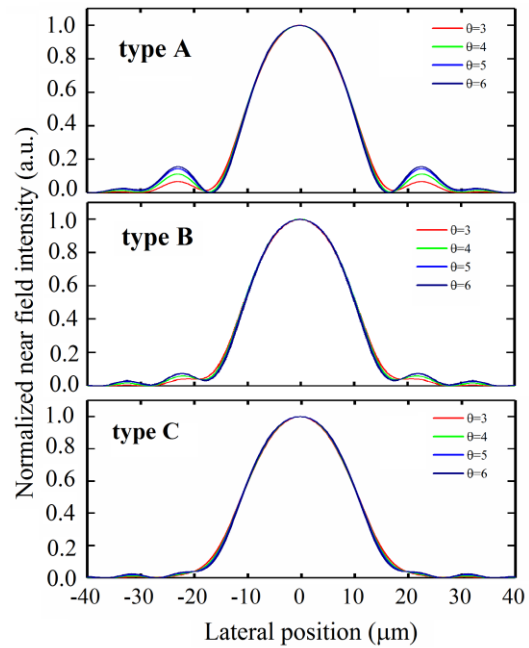 Normalized near field intensity (a.u.)
type A
1.0
0.8
0.6
0.4
0.2
0.0
θ=3
θ=4
θ=5
θ=6
type B
1.0
0.8
0.6
0.4
0.2
0.0
θ=3
θ=4
θ=5
θ=6
type C
1.0
0.8
0.6
0.4
0.2
0.0
θ=3
θ=4
θ=5
θ=6
-40 -30 -20 -10 0 10 20 30 40
Lateral position (μm)